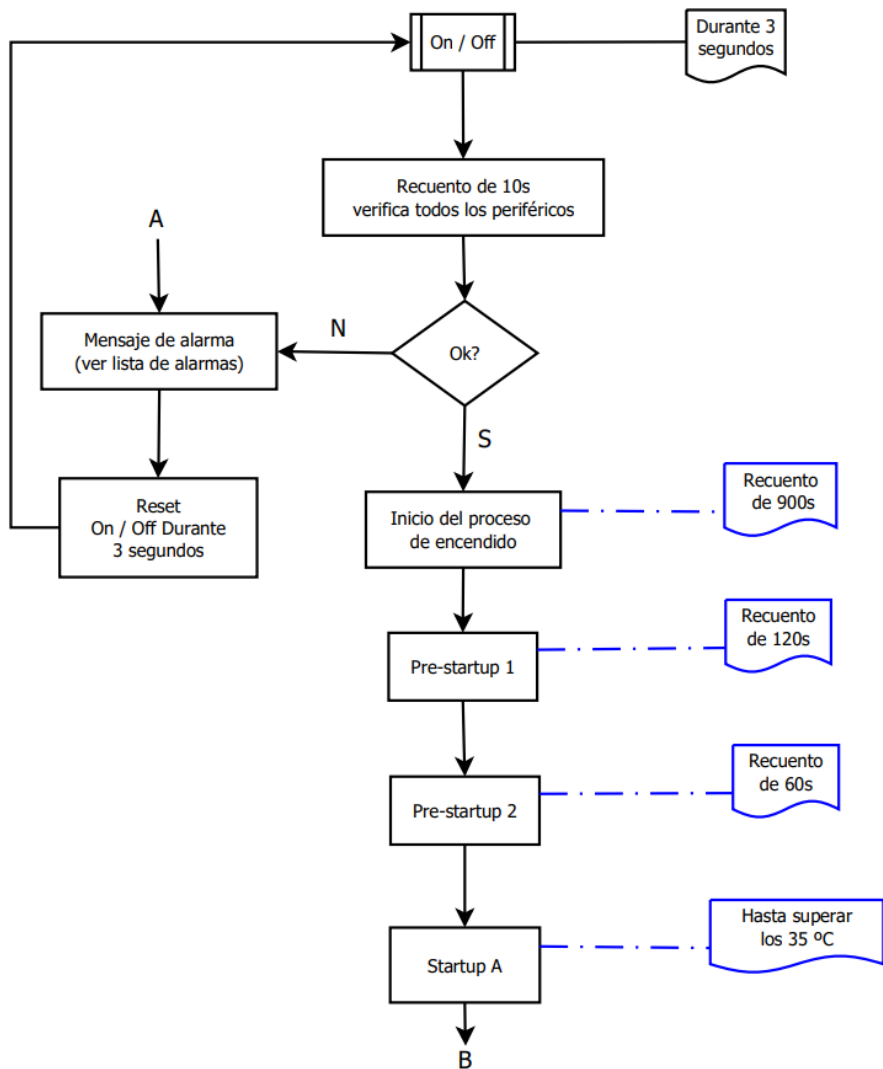 On / Off
Durante 3
segundos
Recuento de 10s
verifica todos los periféricos
A
Mensaje de alarma
(ver lista de alarmas)
N
Ok?
S
Reset
On / Off Durante
3 segundos
Inicio del proceso
de encendido
Recuento
de 900s
Pre-startup 1
Recuento
de 120s
Pre-startup 2
Recuento
de 60s
Startup A
Hasta superar
los 35 ºC
B